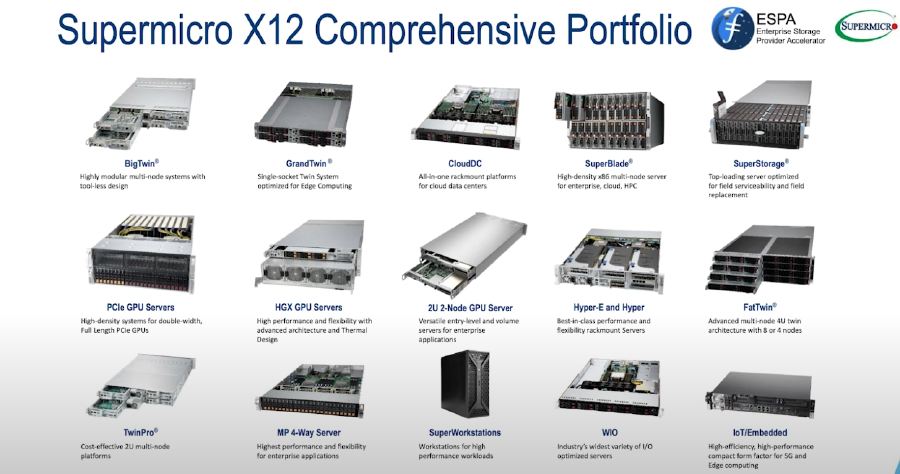 Supermicro X12 Comprehensive Portfolio
ESPA
Enterprise Storage
Provider Accelerator
SUPERMICRO
BigTwin®
Highly modular multi-node systems with
tool-less design
GrandTwin®
Single-socket Twin System
optimized for Edge Computing
CloudDC
All-in-one rackmount platforms
for cloud data centers
SuperBlade®
High-density x86 multi-node server
for enterprise, cloud, HPC
SuperStorage®
Top-loading server optimized
for field serviceability and field
replacement
PCIe GPU Servers
High-density systems for double-width,
Full Length PCIe GPUs
HGX GPU Servers
High performance and flexibility with
advanced architecture and Thermal
Design
2U 2-Node GPU Server
Versatile entry-level and volume
servers for enterprise
applications
Hyper-E and Hyper
Best-in-class performance and
flexibility rackmount Servers
FatTwin®
Advanced multi-node 4U twin
architecture with 8 or 4 nodes
TwinPro®
Cost-effective 2U multi-node
platforms
MP 4-Way Server
Highest performance and flexibility
for enterprise applications
SuperWorkstations
Workstations for high
performance workloads
WIO
Industry's widest variety of I/O
optimized servers
IoT/Embedded
High-efficiency, high-performance
compact form factor for 5G and
Edge computing